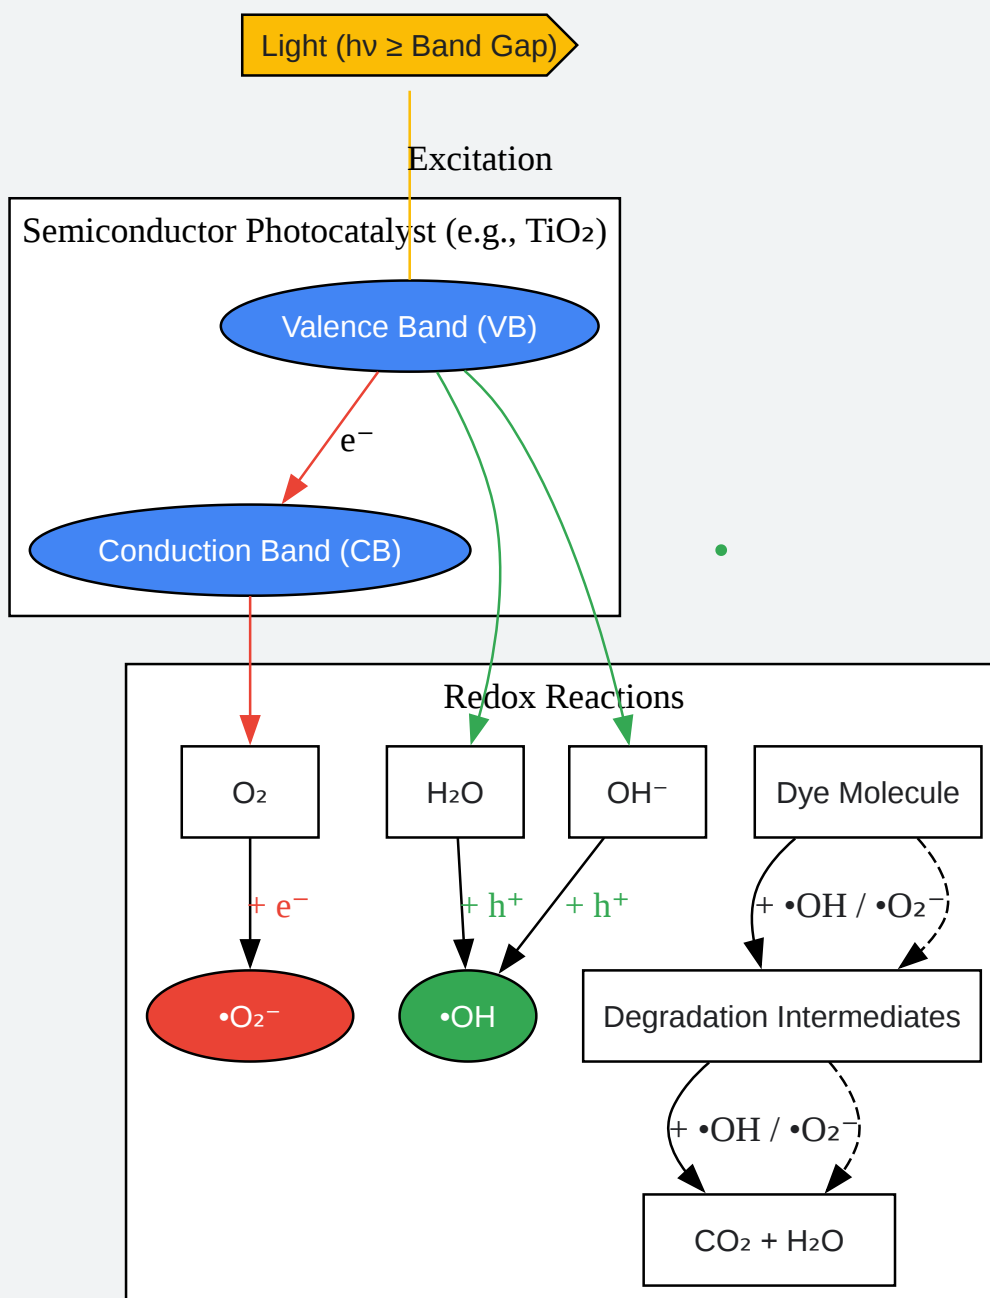 Light (hν ≥ Band Gap)
Excitation
Semiconductor Photocatalyst (e.g., TiO₂)
Valence Band (VB)
e⁻
Conduction Band (CB)
Redox Reactions
O₂
H₂O
OH⁻
Dye Molecule
+ e⁻
+ h⁺
+ h⁺
+ •OH / •O₂⁻
•O₂⁻
•OH
Degradation Intermediates
+ •OH / •O₂⁻
CO₂ + H₂O